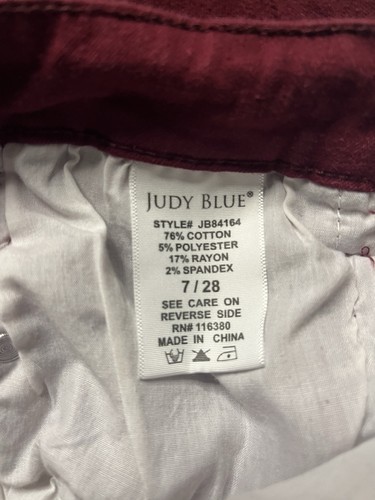 JUDY BLUE®
STYLE# JB84164
76% COTTON
5% POLYESTER
17% RAYON
2% SPANDEX
7 / 28
SEE CARE ON
REVERSE SIDE
RN# 116380
MADE IN CHINA